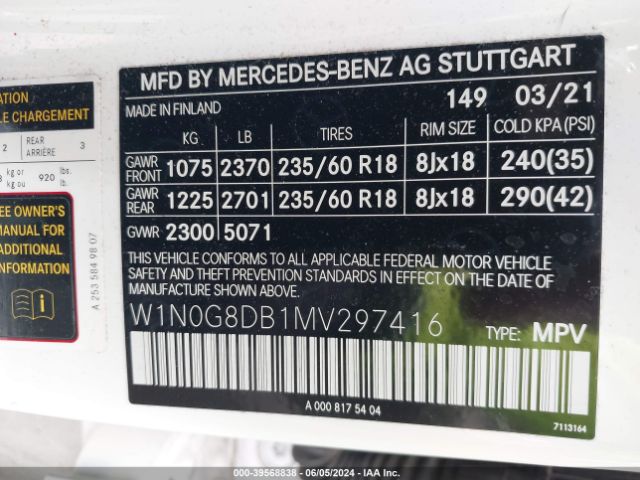 MFD BY MERCEDES-BENZ AG STUTTGART
MADE IN FINLAND 149 03/21
KG LB TIRES RIM SIZE COLD KPA(PSI)
GAWR FRONT 1075 2370 235/60 R18 8Jx18 240(35)
GAWR REAR 1225 2701 235/60 R18 8Jx18 290(42)
GVWR 2300 5071
THIS VEHICLE CONFORMS TO ALL APPLICABLE FEDERAL MOTOR VEHICLE
SAFETY AND THEFT PREVENTION STANDARDS IN EFFECT ON THE DATE
OF MANUFACTURE SHOWN ABOVE.
W1N0G8DB1MV297416 TYPE: MPV
A 000 817 54 04
7113164
ATION
CHARGEMENT
2 REAR ARRIÈRE 3
kg or
kg ou 920 lbs.
lb.
EE OWNER'S
MANUAL FOR
ADDITIONAL
INFORMATION
A 253 584 98 07
000-39568838 - 06/05/2024 - IAA Inc.